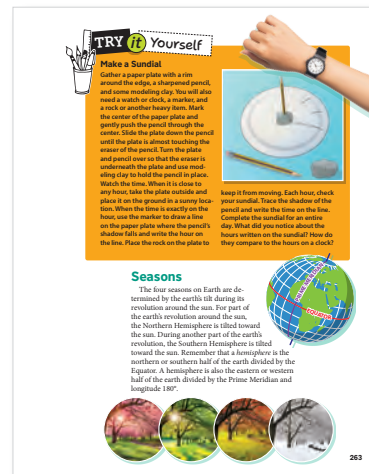 TRY it Yourself
Make a Sundial
Gather a paper plate with a rim
around the edge, a sharpened pencil,
and some modeling clay. You will also
need a watch or clock, a marker, and
a rock or another heavy item. Mark
the center of the paper plate and
gently push the pencil through the
center. Slide the plate down the pencil
until the plate is almost touching the
eraser of the pencil. Turn the plate
and pencil over so that the eraser is
underneath the plate and use mod-
eling clay to hold the pencil in place.
Watch the time. When it is close to
any hour, take the plate outside and
place it on the ground in a sunny loca-
tion. When the time is exactly on the
hour, use the marker to draw a line
on the paper plate where the pencil's
shadow falls and write the hour on
the line. Place the rock on the plate to
keep it from moving. Each hour, check
your sundial. Trace the shadow of the
pencil and write the time on the line.
Complete the sundial for an entire
day. What did you notice about the
hours written on the sundial? How do
they compare to the hours on a clock?
Seasons
The four seasons on Earth are de-
termined by the earth's tilt during its
revolution around the sun. For part of
the earth's revolution around the sun,
the Northern Hemisphere is tilted toward
the sun. During another part of the earth's
revolution, the Southern Hemisphere is tilted
toward the sun. Remember that a hemisphere is the
northern or southern half of the earth divided by the
Equator. A hemisphere is also the eastern or western
half of the earth divided by the Prime Meridian and
longitude 180°.
PRIME MERIDIAN
EQUATOR
263